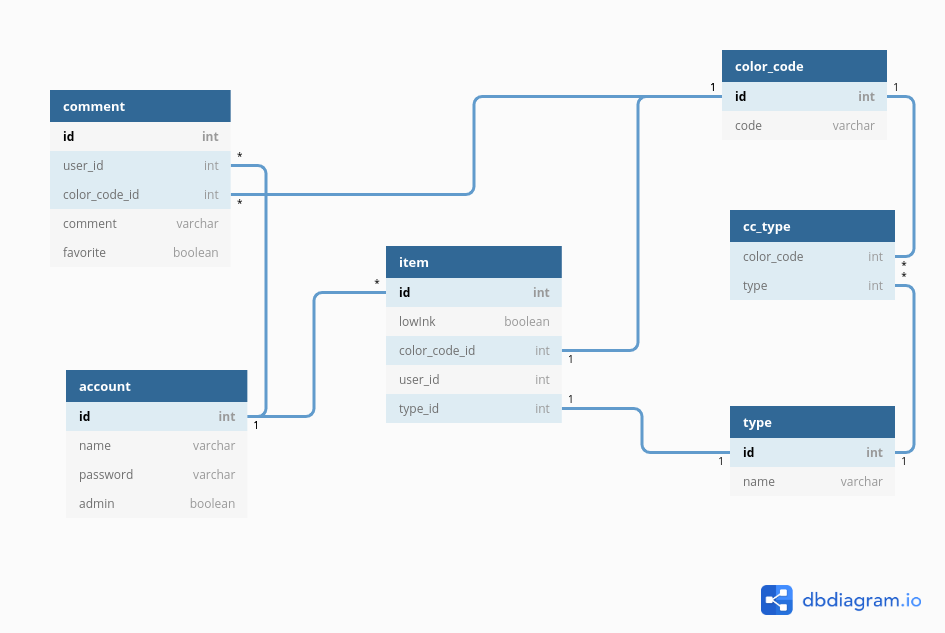 comment
id int
user_id int
*
color_code_id int
*
comment varchar
favorite boolean
account
id int
1
name varchar
password varchar
admin boolean
item
*
id int
lowInk boolean
color_code_id int
1
user_id int
1
type_id int
color_code
1
id int
1
code varchar
cc_type
color_code int
*
*
type int
type
id int
1
1
name varchar
dbdiagram.io